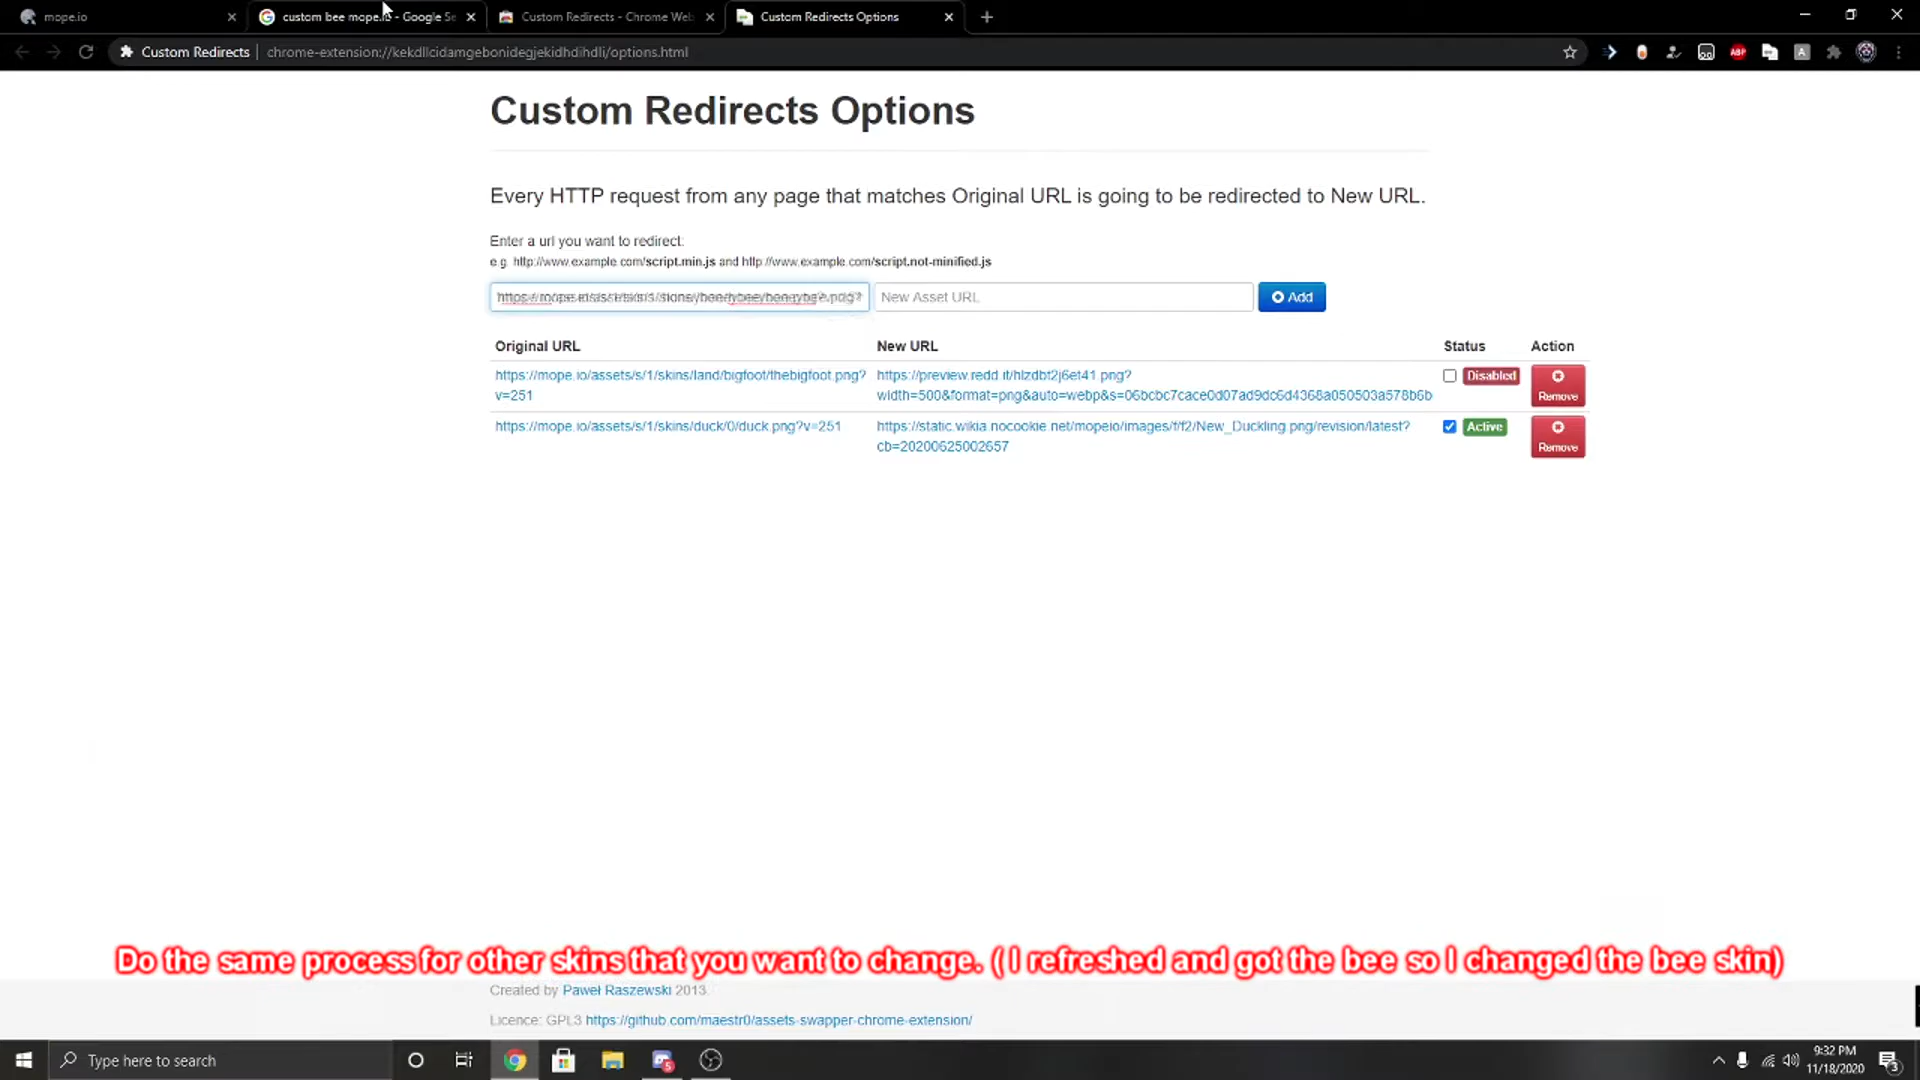 mope.io
custom bee mope.io - Google Se
Custom Redirects - Chrome Web
Custom Redirects Options
Custom Redirects
chrome-extension://kekdllcidamgebonidegjekidhdihdli/options.html
ABP
A
Custom Redirects Options
Every HTTP request from any page that matches Original URL is going to be redirected to New URL.
Enter a url you want to redirect:
e.g. http://www.example.com/script.min.js and http://www.example.com/script.not-minified.js
New Asset URL
Add
Original URL
New URL
Status
Action
https://mope.io/assets/s/1/skins/land/bigfoot/thebigfoot.png?
v=251
https://preview.redd.it/hlzdbt2j6et41.png?
width=500&format=png&auto=webp&s=06bcbc7cace0d07ad9dc6d4368a050503a578b6b
Disabled
Remove
https://mope.io/assets/s/1/skins/duck/0/duck.png?v=251
https://static.wikia.nocookie.net/mopeio/images/f/f2/New_Duckling.png/revision/latest?
cb=20200625002657
Active
Remove
Do the same process for other skins that you want to change. ( I refreshed and got the bee so I changed the bee skin)
Created by Paweł Raszewski 2013.
Licence: GPL3 https://github.com/maestr0/assets-swapper-chrome-extension/
Type here to search
5
9:32 PM
11/18/2020
3